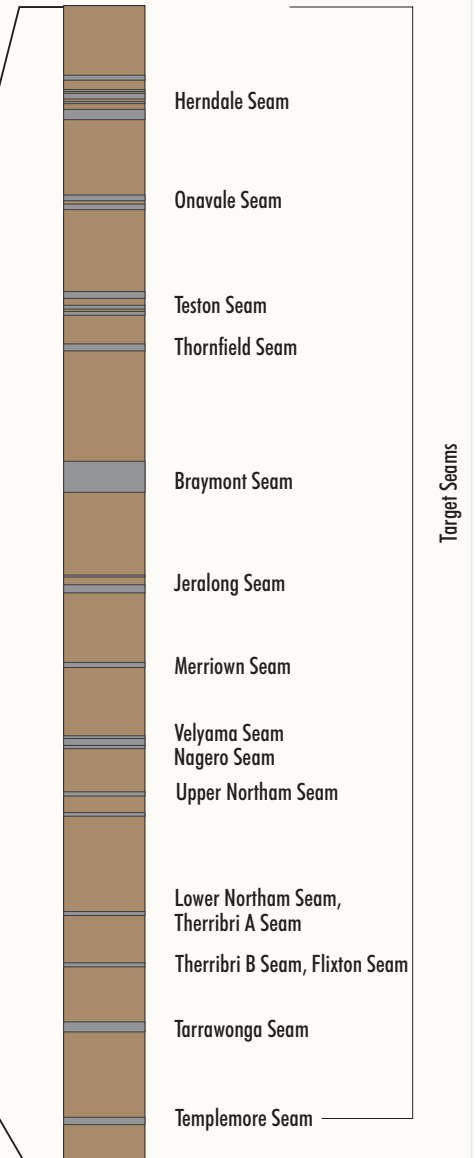 Herndale Seam
Onavale Seam
Teston Seam
Thornfield Seam
Braymont Seam
Jeralong Seam
Merriown Seam
Velyama Seam
Nagero Seam
Upper Northam Seam
Lower Northam Seam,
Therribri A Seam
Therribri B Seam, Flixton Seam
Tarrawonga Seam
Templemore Seam
Target Seams